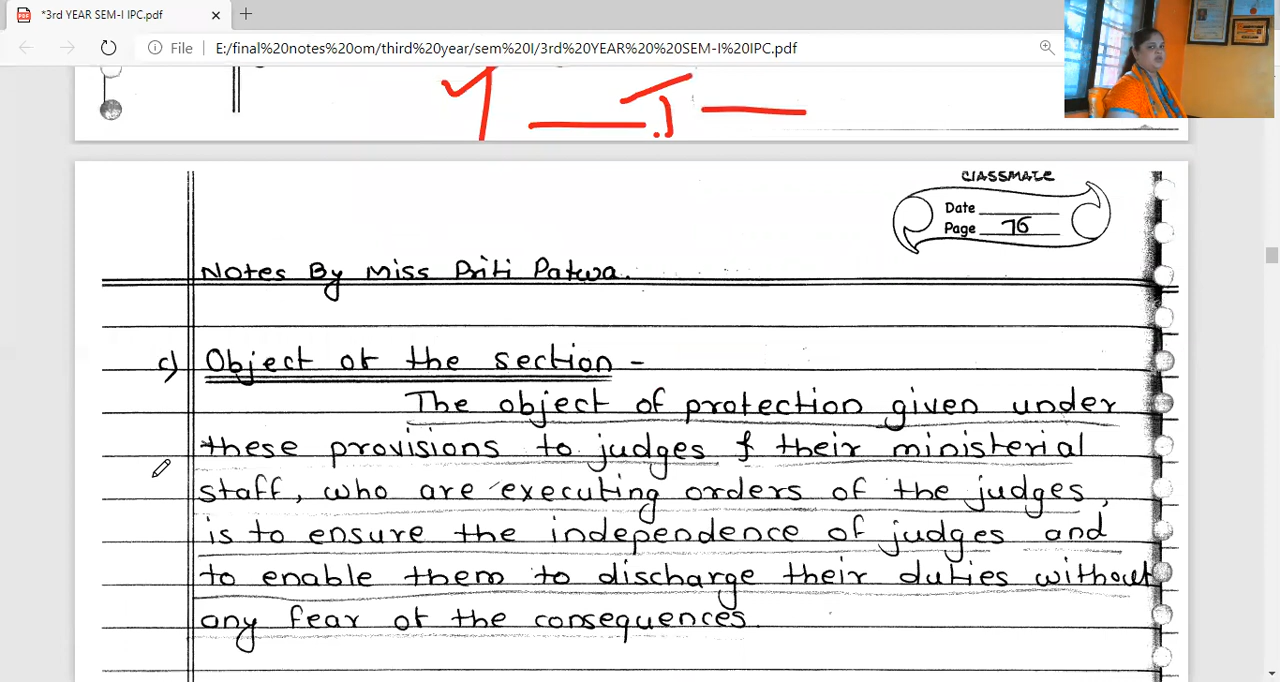 *3rd YEAR SEM-I IPC.pdf
File E:/final%20notes%20om/third%20year/sem%20I/3rd%20YEAR%20%20SEM-I%20IPC.pdf
CLASSMATE
Date
Page 76
Notes By Miss Priti Patwa.
c) Object of the section -
The object of protection given under
these provisions to judges & their ministerial
staff, who are executing orders of the judges,
is to ensure the independence of judges and
to enable them to discharge their duties without
any fear of the consequences.